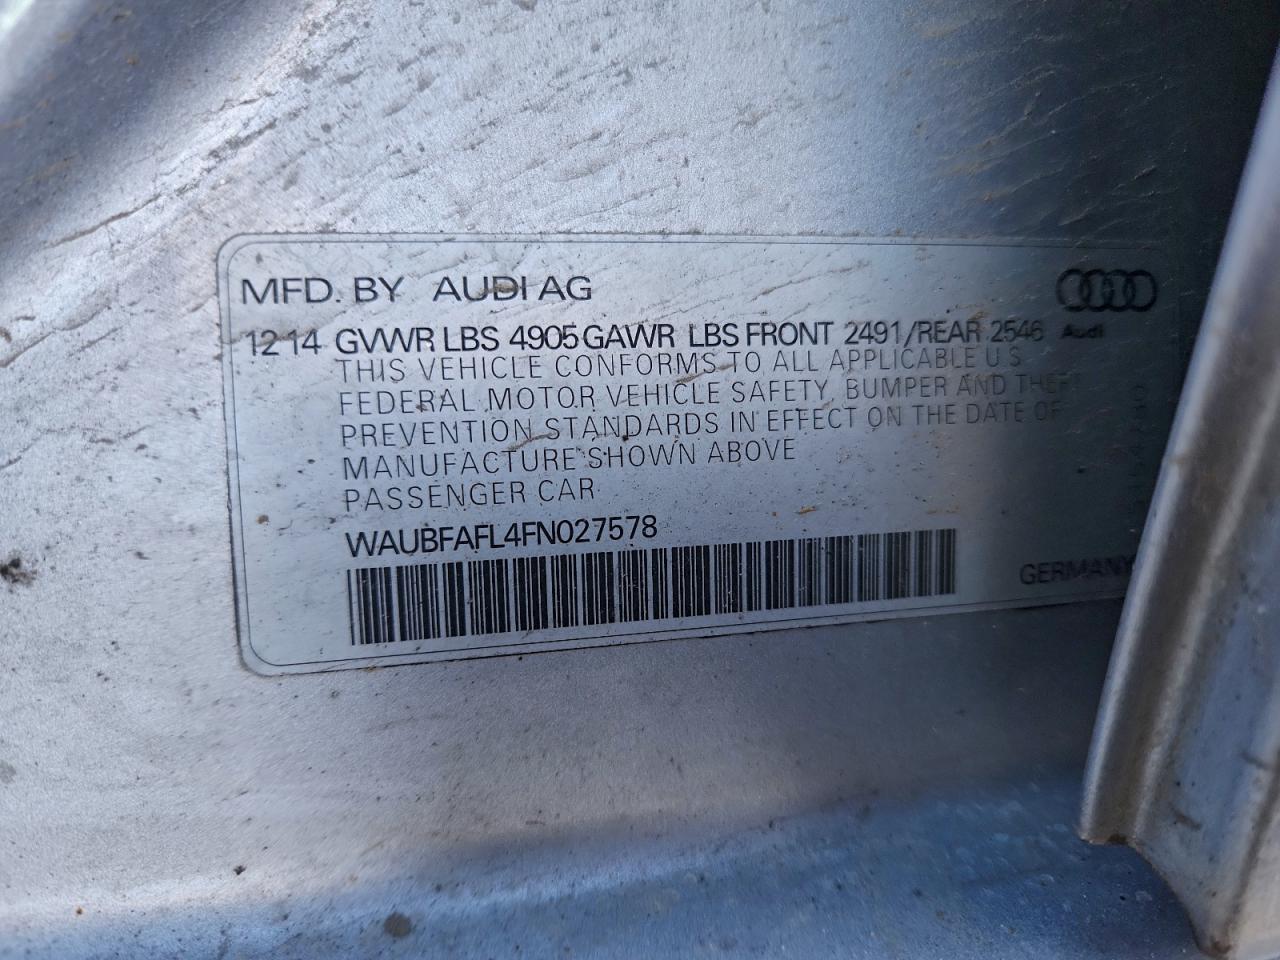 MFD. BY AUDI AG
12 14 GVWR LBS 4905 GAWR LBS FRONT 2491/REAR 2546
Audi
THIS VEHICLE CONFORMS TO ALL APPLICABLE U S
FEDERAL MOTOR VEHICLE SAFETY, BUMPER AND THEFT
PREVENTION STANDARDS IN EFFECT ON THE DATE OF
MANUFACTURE SHOWN ABOVE
PASSENGER CAR
WAUBFAFL4FN027578
GERMANY